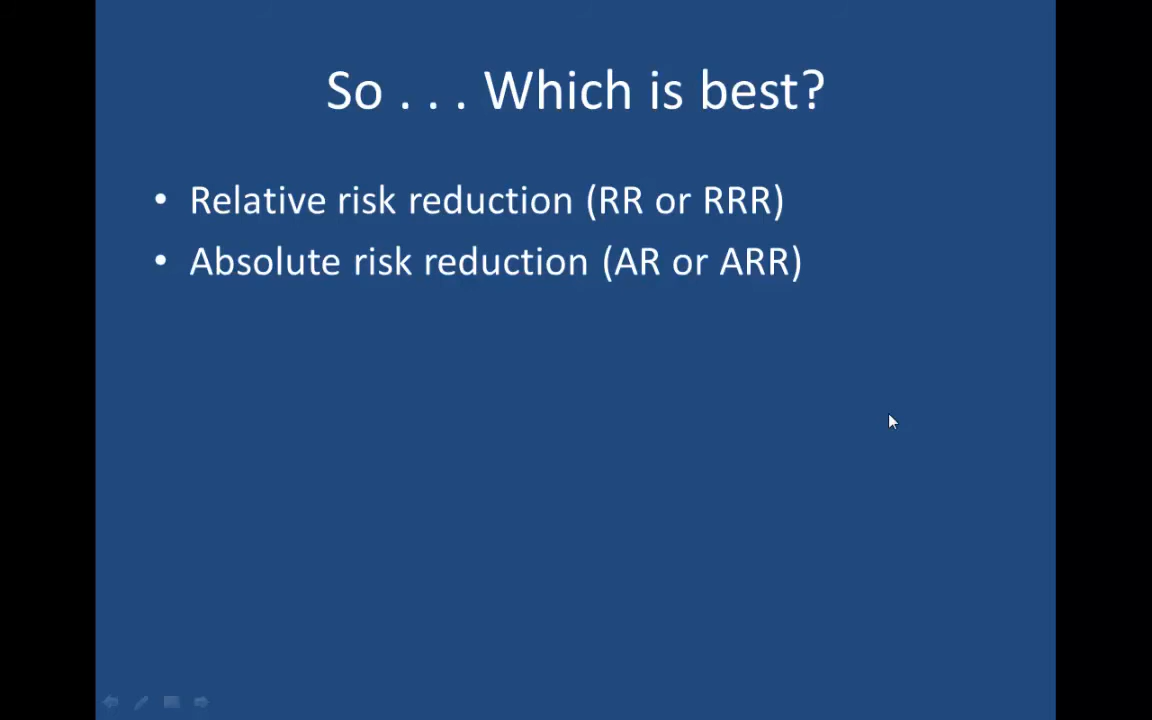 So . . . Which is best?
• Relative risk reduction (RR or RRR)
• Absolute risk reduction (AR or ARR)